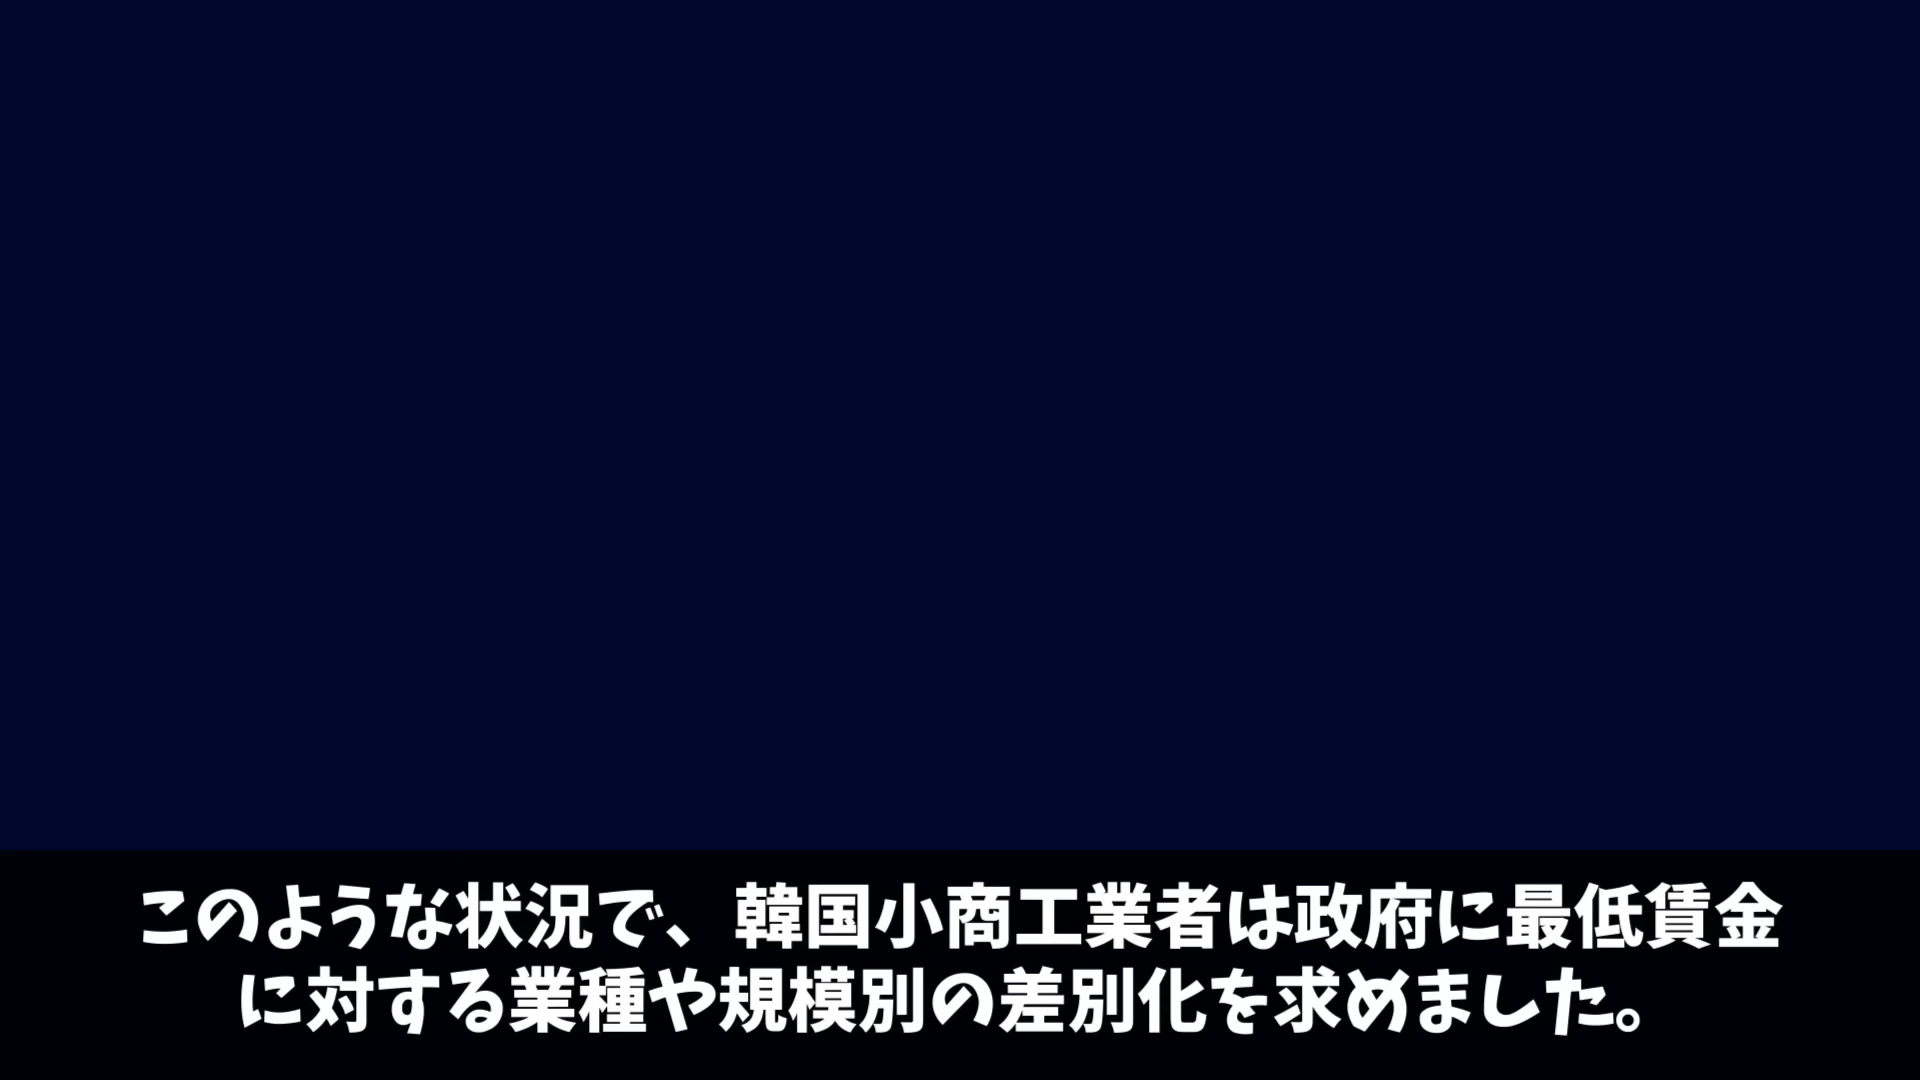 このような状況で、韓国小商工業者は政府に最低賃金
に対する業種や規模別の差別化を求めました。